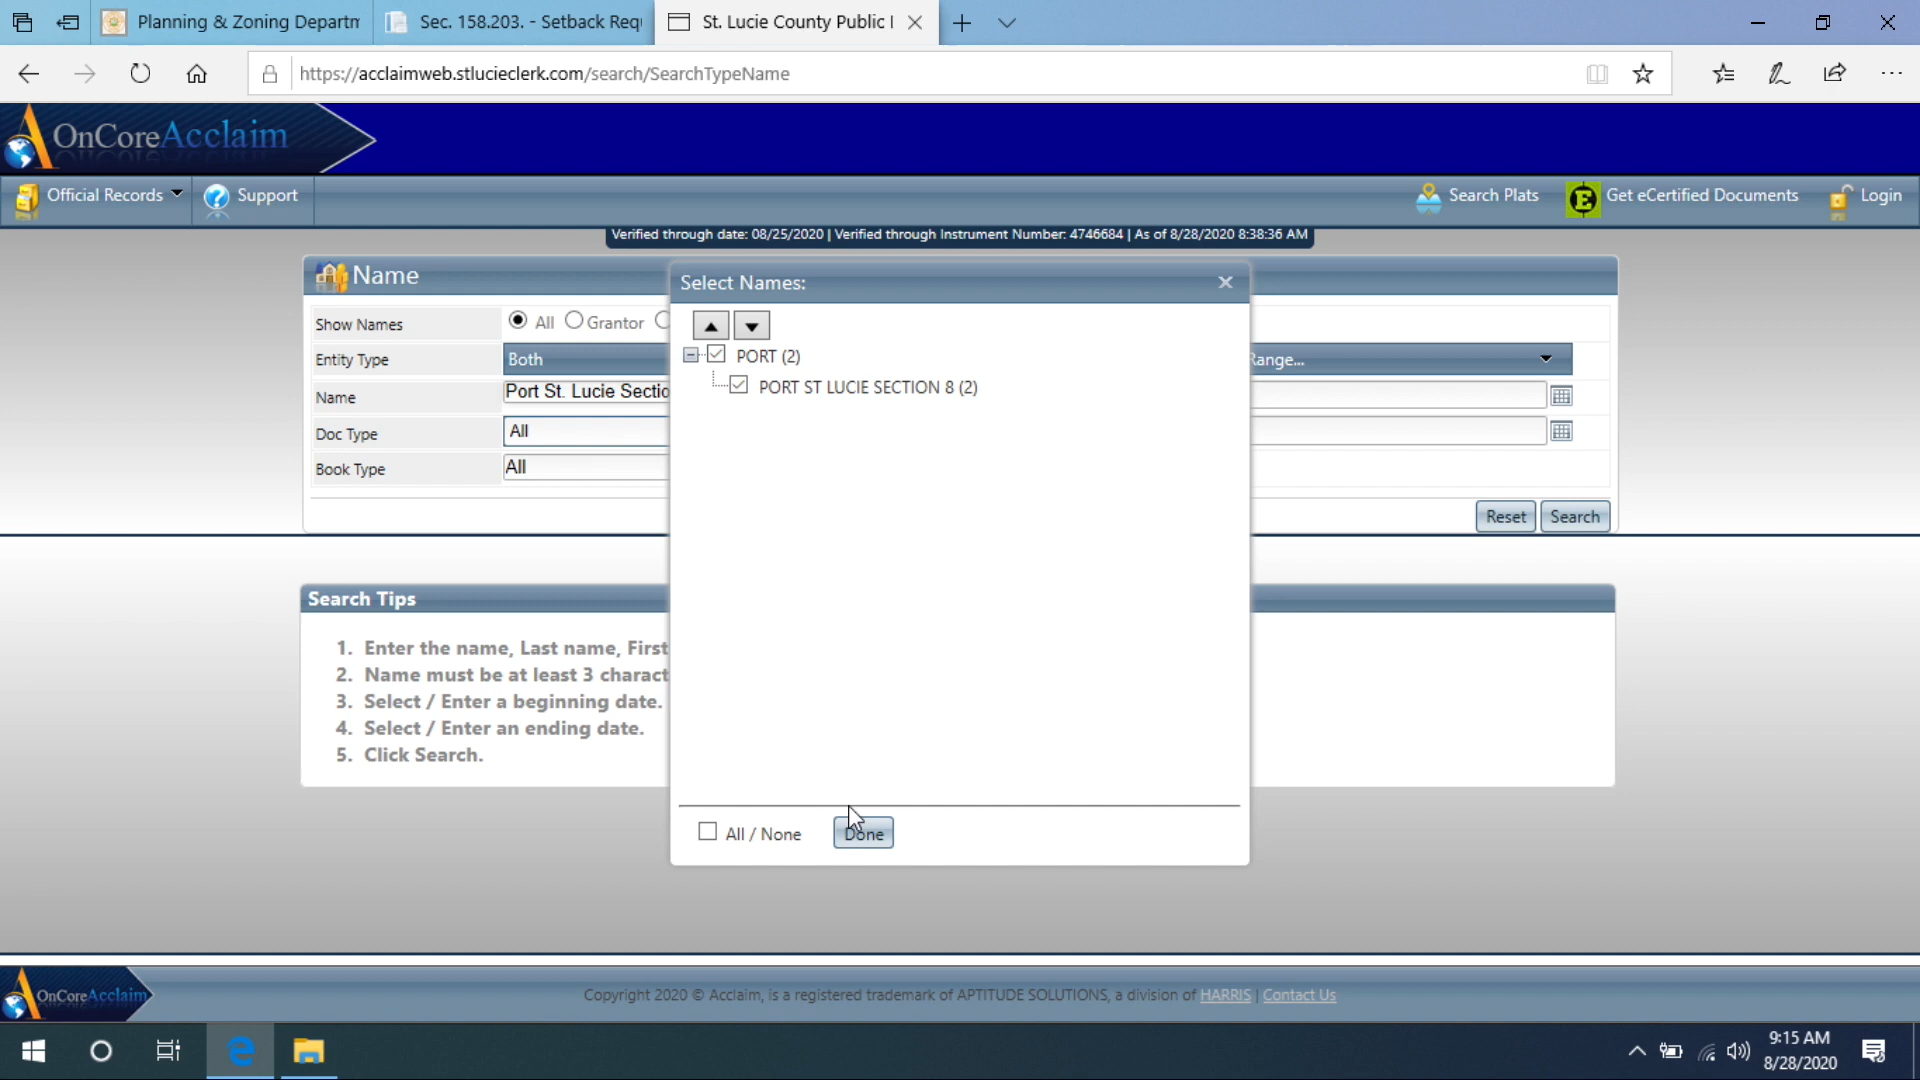 Planning & Zoning Departm
Sec. 158.203. - Setback Req
St. Lucie County Public
https://acclaimweb.stlucieclerk.com/search/SearchTypeName
OnCoreAcclaim
Official Records
Support
Search Plats
Get eCertified Documents
Login
Verified through date: 08/25/2020 | Verified through Instrument Number: 4746684 | As of 8/28/2020 8:38:36 AM
Name
Show Names
All
Grantor
Entity Type
Both
Range...
Name
Port St. Lucie Sectio
Doc Type
All
Book Type
All
Reset
Search
Select Names:
PORT (2)
PORT ST LUCIE SECTION 8 (2)
All / None
Done
Search Tips
1. Enter the name, Last name, First
2. Name must be at least 3 charact
3. Select / Enter a beginning date.
4. Select / Enter an ending date.
5. Click Search.
OnCoreAcclaim
Copyright 2020 © Acclaim, is a registered trademark of APTITUDE SOLUTIONS, a division of HARRIS | Contact Us
9:15 AM
8/28/2020